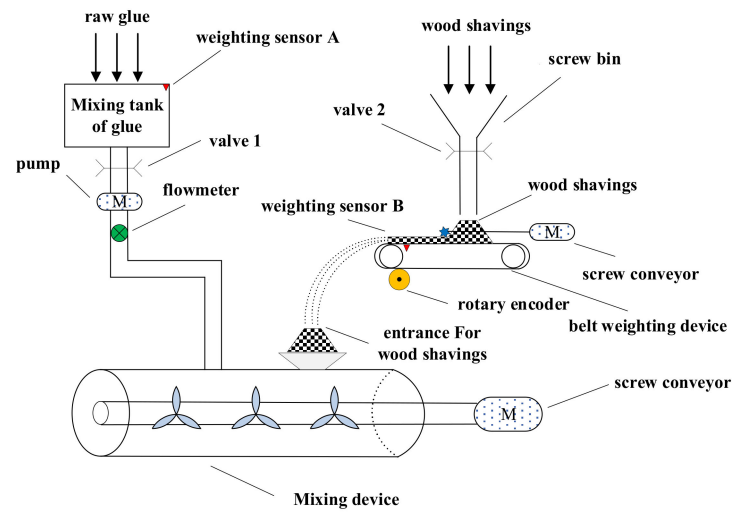 raw glue
weighting sensor A
Mixing tank
of glue
valve 1
pump
M
flowmeter
wood shavings
screw bin
valve 2
wood shavings
weighting sensor B
M
screw conveyor
rotary encoder
belt weighting device
entrance For
wood shavings
screw conveyor
M
Mixing device